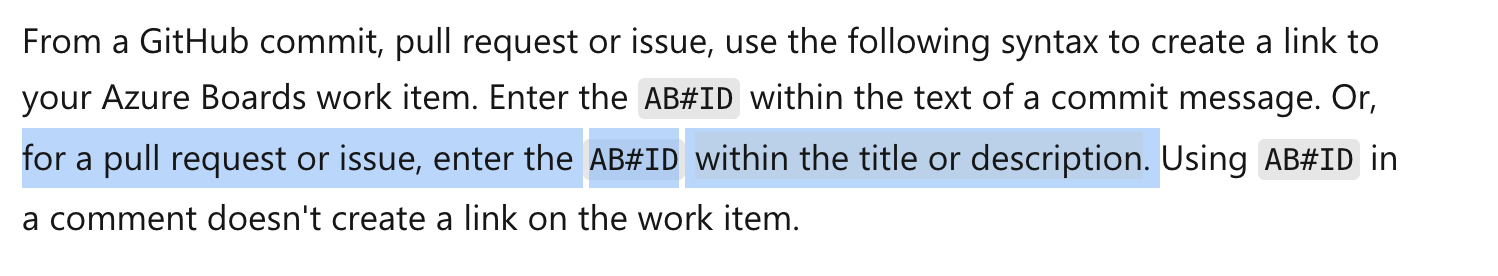 From a GitHub commit, pull request or issue, use the following syntax to create a link to
your Azure Boards work item. Enter the AB#ID within the text of a commit message. Or,
for a pull request or issue, enter the AB#ID within the title or description. Using AB#ID in
a comment doesn't create a link on the work item.